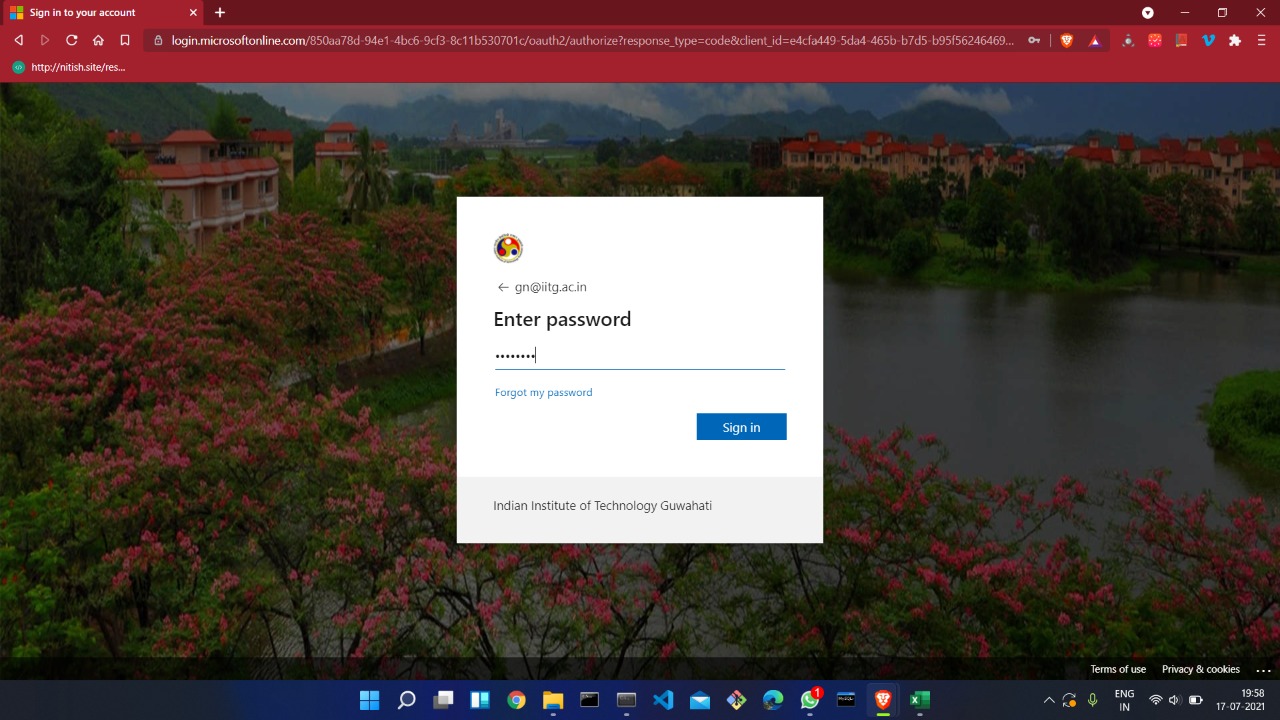 Sign in to your account
login.microsoftonline.com/850aa78d-94e1-4bc6-9cf3-8c11b530701c/oauth2/authorize?response_type=code&client_id=e4cfa449-5da4-465b-b7d5-b95f56246469...
http://nitish.site/res...
gn@iitg.ac.in
Enter password
••••••••
Forgot my password
Sign in
Indian Institute of Technology Guwahati
Terms of use Privacy & cookies ...
1
ENG
IN
19:58
17-07-2021